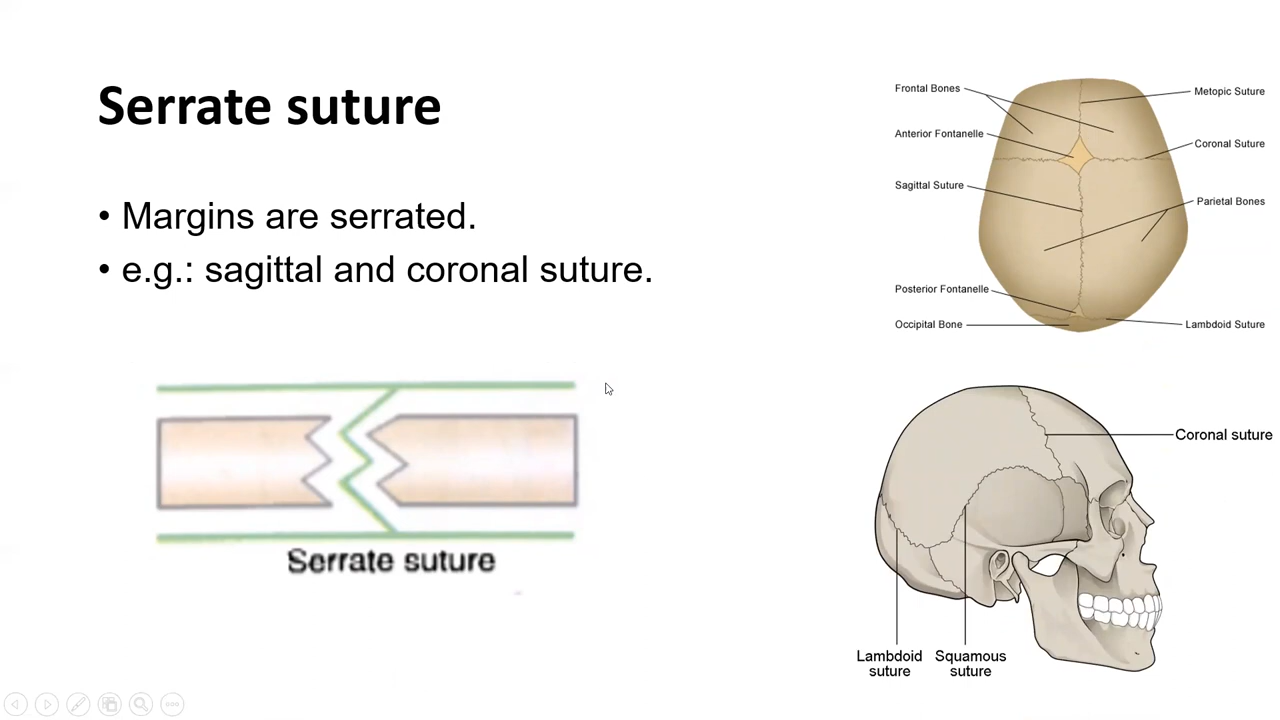 Serrate suture
• Margins are serrated.
• e.g.: sagittal and coronal suture.
Serrate suture
Frontal Bones
Anterior Fontanelle
Sagittal Suture
Posterior Fontanelle
Occipital Bone
Metopic Suture
Coronal Suture
Parietal Bones
Lambdoid Suture
Coronal suture
Lambdoid
suture
Squamous
suture